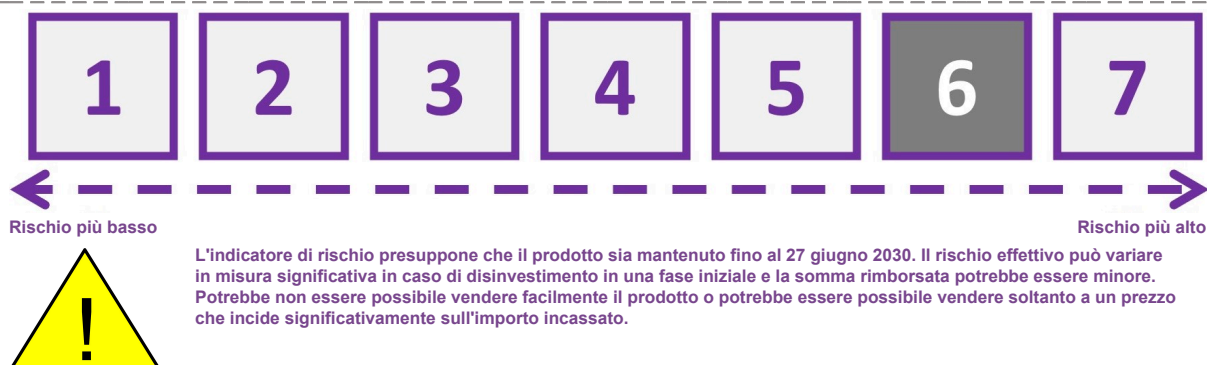 1 2 3 4 5 6 7
Rischio più basso Rischio più alto
L'indicatore di rischio presuppone che il prodotto sia mantenuto fino al 27 giugno 2030. Il rischio effettivo può variare
in misura significativa in caso di disinvestimento in una fase iniziale e la somma rimborsata potrebbe essere minore.
Potrebbe non essere possibile vendere facilmente il prodotto o potrebbe essere possibile vendere soltanto a un prezzo
che incide significativamente sull'importo incassato.
!